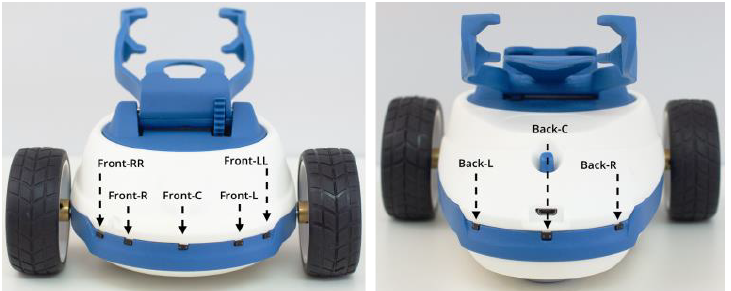 Front-RR
Front-LL
Front-R
Front-C
Front-L
Back-C
Back-L
Back-R